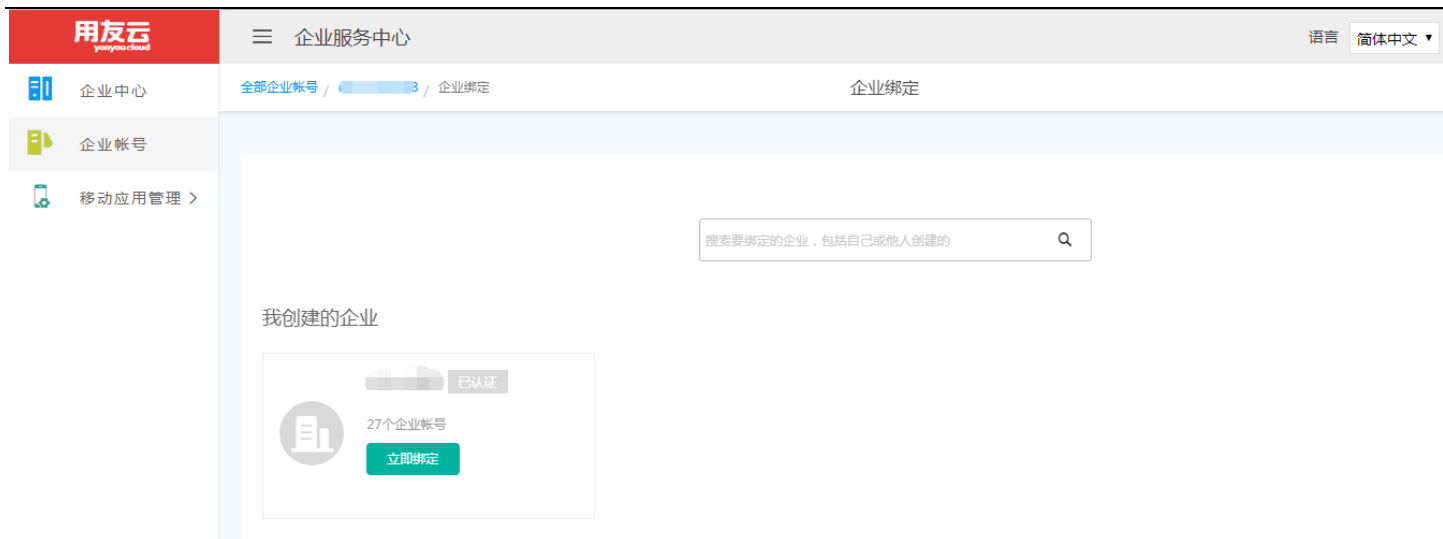 用友云
yonyoucloud
企业服务中心
语言 简体中文
企业中心
企业帐号
移动应用管理
全部企业帐号 / 3 / 企业绑定
企业绑定
搜索要绑定的企业，包括自己或他人创建的
我创建的企业
已认证
27个企业帐号
立即绑定